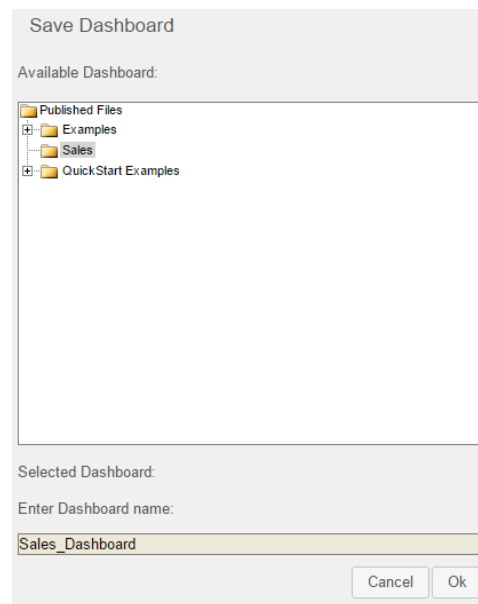 Save Dashboard
Available Dashboard:
Published Files
Examples
Sales
QuickStart Examples
Selected Dashboard:
Enter Dashboard name:
Sales_Dashboard
Cancel Ok